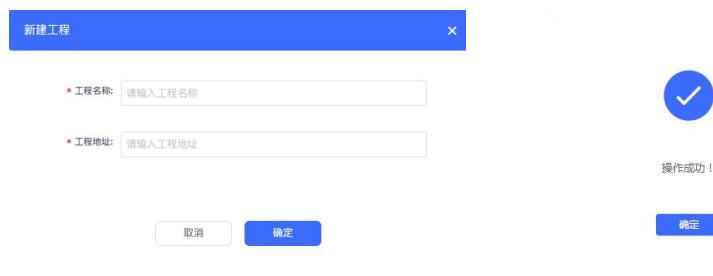 新建工程
* 工程名称: 请输入工程名称
* 工程地址: 请输入工程地址
取消 确定
操作成功！
确定